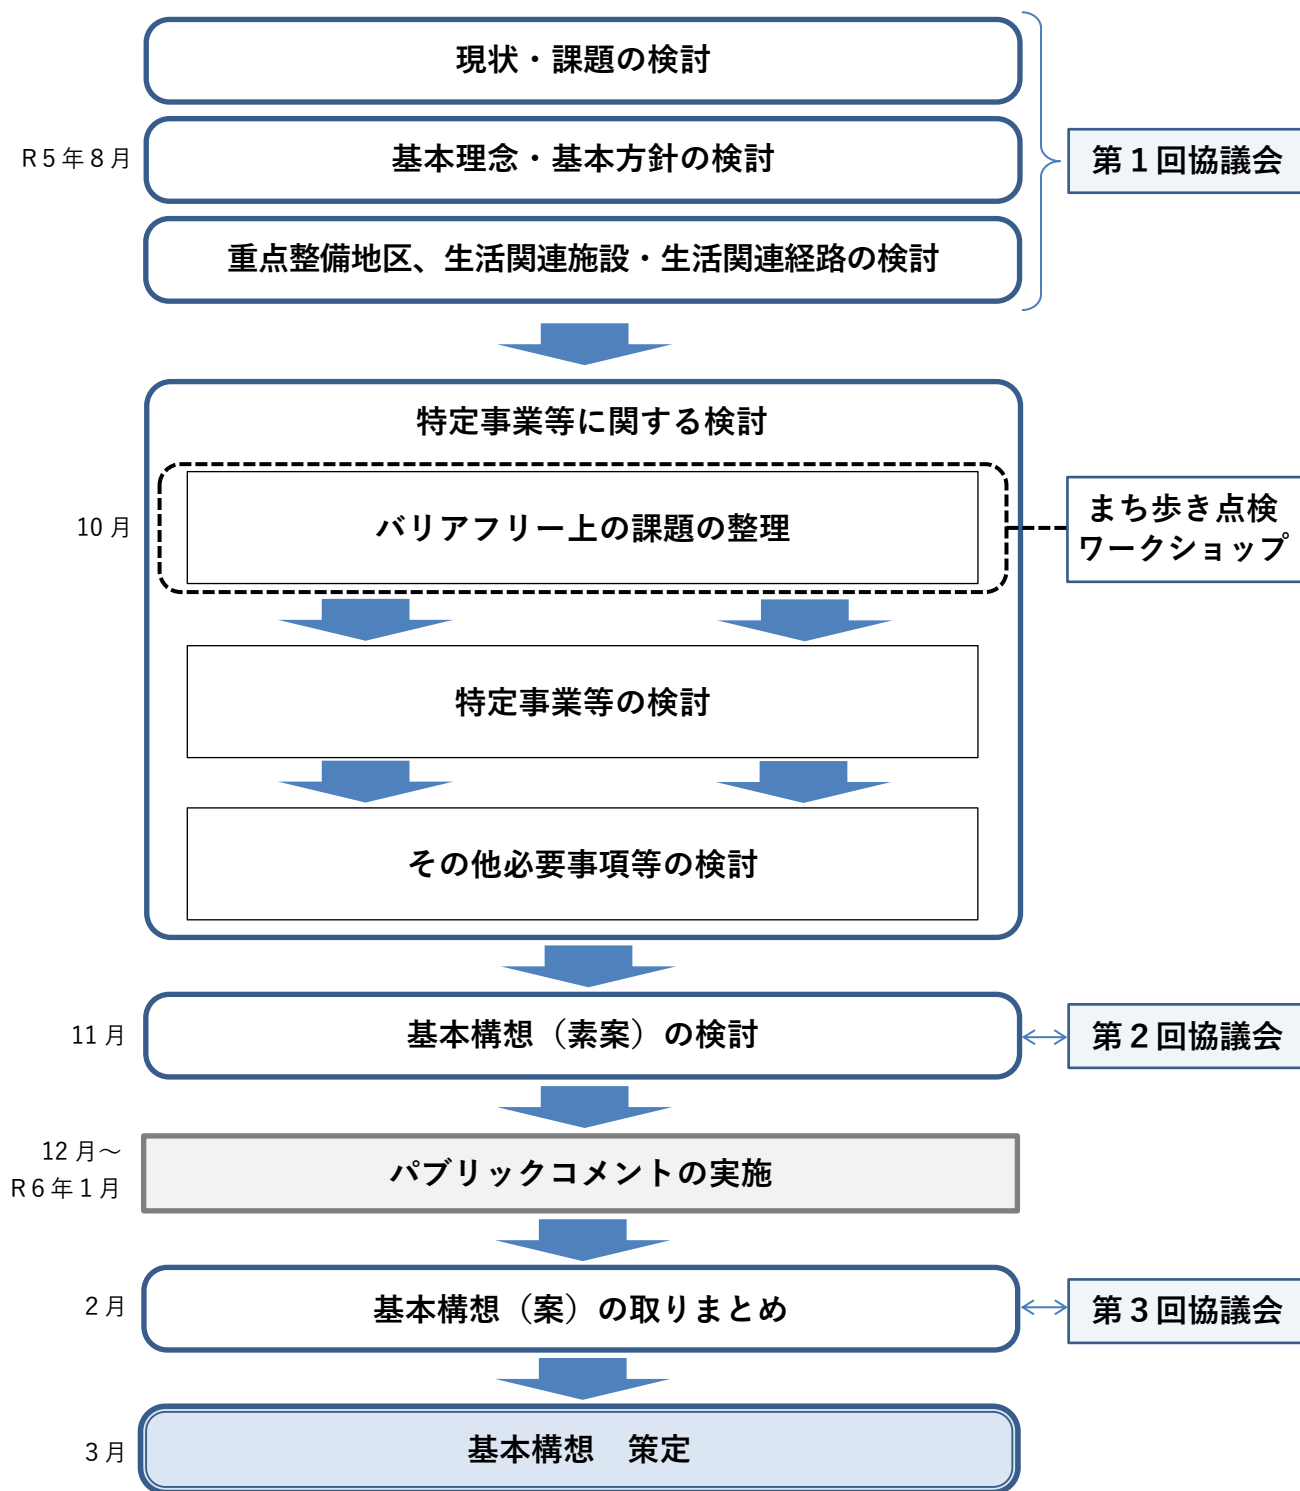 現状・課題の検討
R5年8月
基本理念・基本方針の検討
第1回協議会
重点整備地区、生活関連施設・生活関連経路の検討
特定事業等に関する検討
10月
バリアフリー上の課題の整理
まち歩き点検
ワークショップ
特定事業等の検討
その他必要事項等の検討
11月
基本構想（素案）の検討
第2回協議会
12月～
R6年1月
パブリックコメントの実施
2月
基本構想（案）の取りまとめ
第3回協議会
3月
基本構想　策定